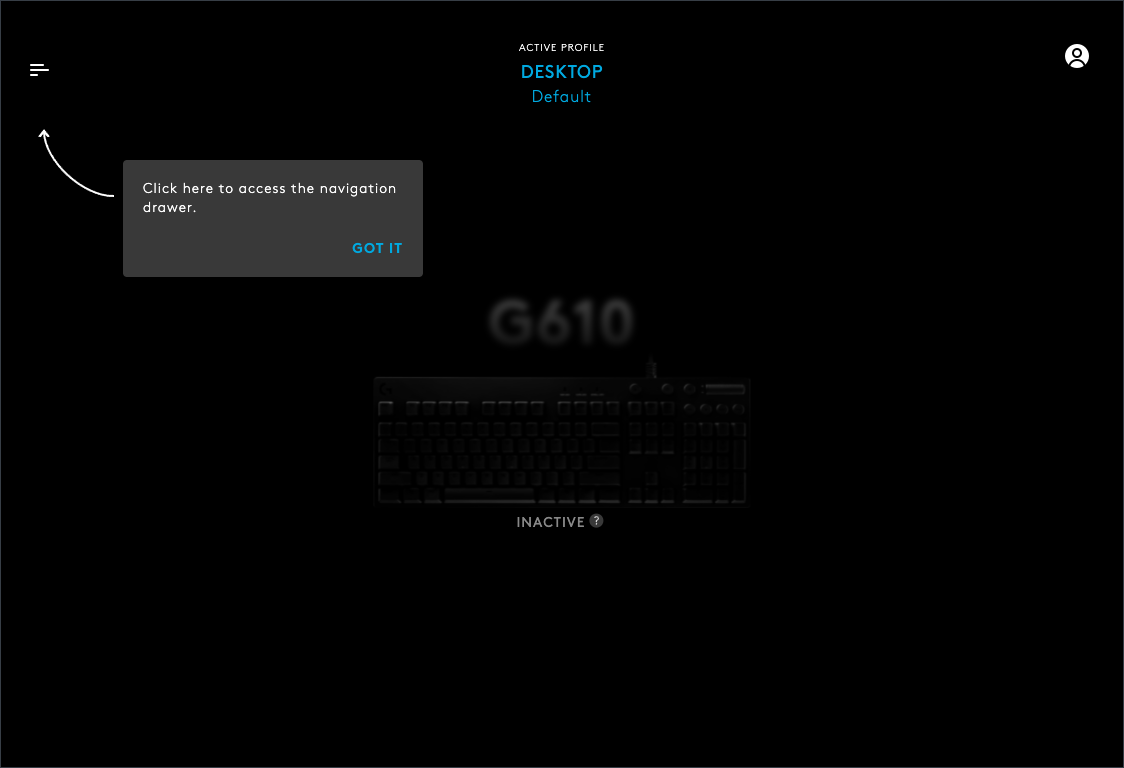 ACTIVE PROFILE
DESKTOP
Default
Click here to access the navigation
drawer.
GOT IT
G610
INACTIVE ?